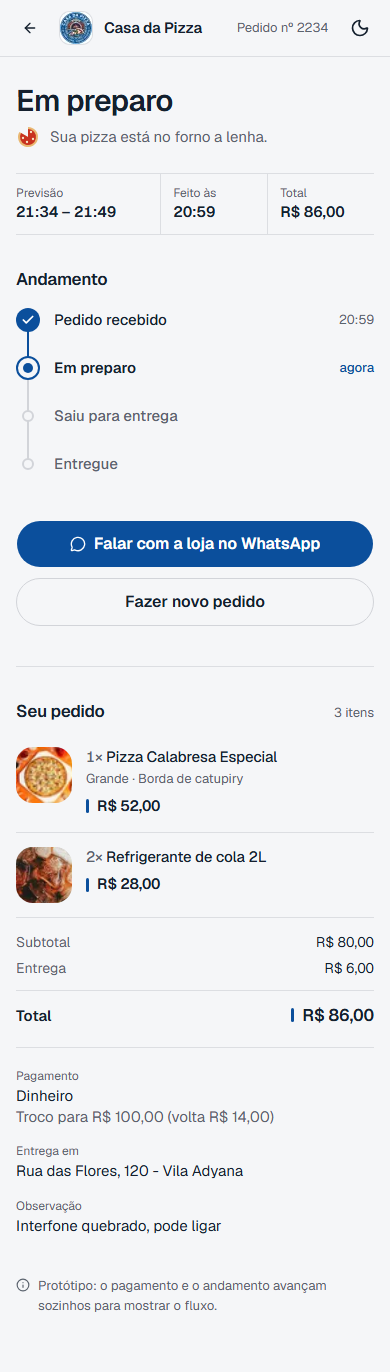 Casa da Pizza
Pedido nº 2234
Em preparo
Sua pizza está no forno a lenha.
Previsão
21:34 – 21:49
Feito às
20:59
Total
R$ 86,00
Andamento
Pedido recebido
20:59
Em preparo
agora
Saiu para entrega
Entregue
Falar com a loja no WhatsApp
Fazer novo pedido
Seu pedido
3 itens
1× Pizza Calabresa Especial
Grande · Borda de catupiry
R$ 52,00
2× Refrigerante de cola 2L
R$ 28,00
Subtotal
R$ 80,00
Entrega
R$ 6,00
Total
R$ 86,00
Pagamento
Dinheiro
Troco para R$ 100,00 (volta R$ 14,00)
Entrega em
Rua das Flores, 120 - Vila Adyana
Observação
Interfone quebrado, pode ligar
Protótipo: o pagamento e o andamento avançam
sozinhos para mostrar o fluxo.